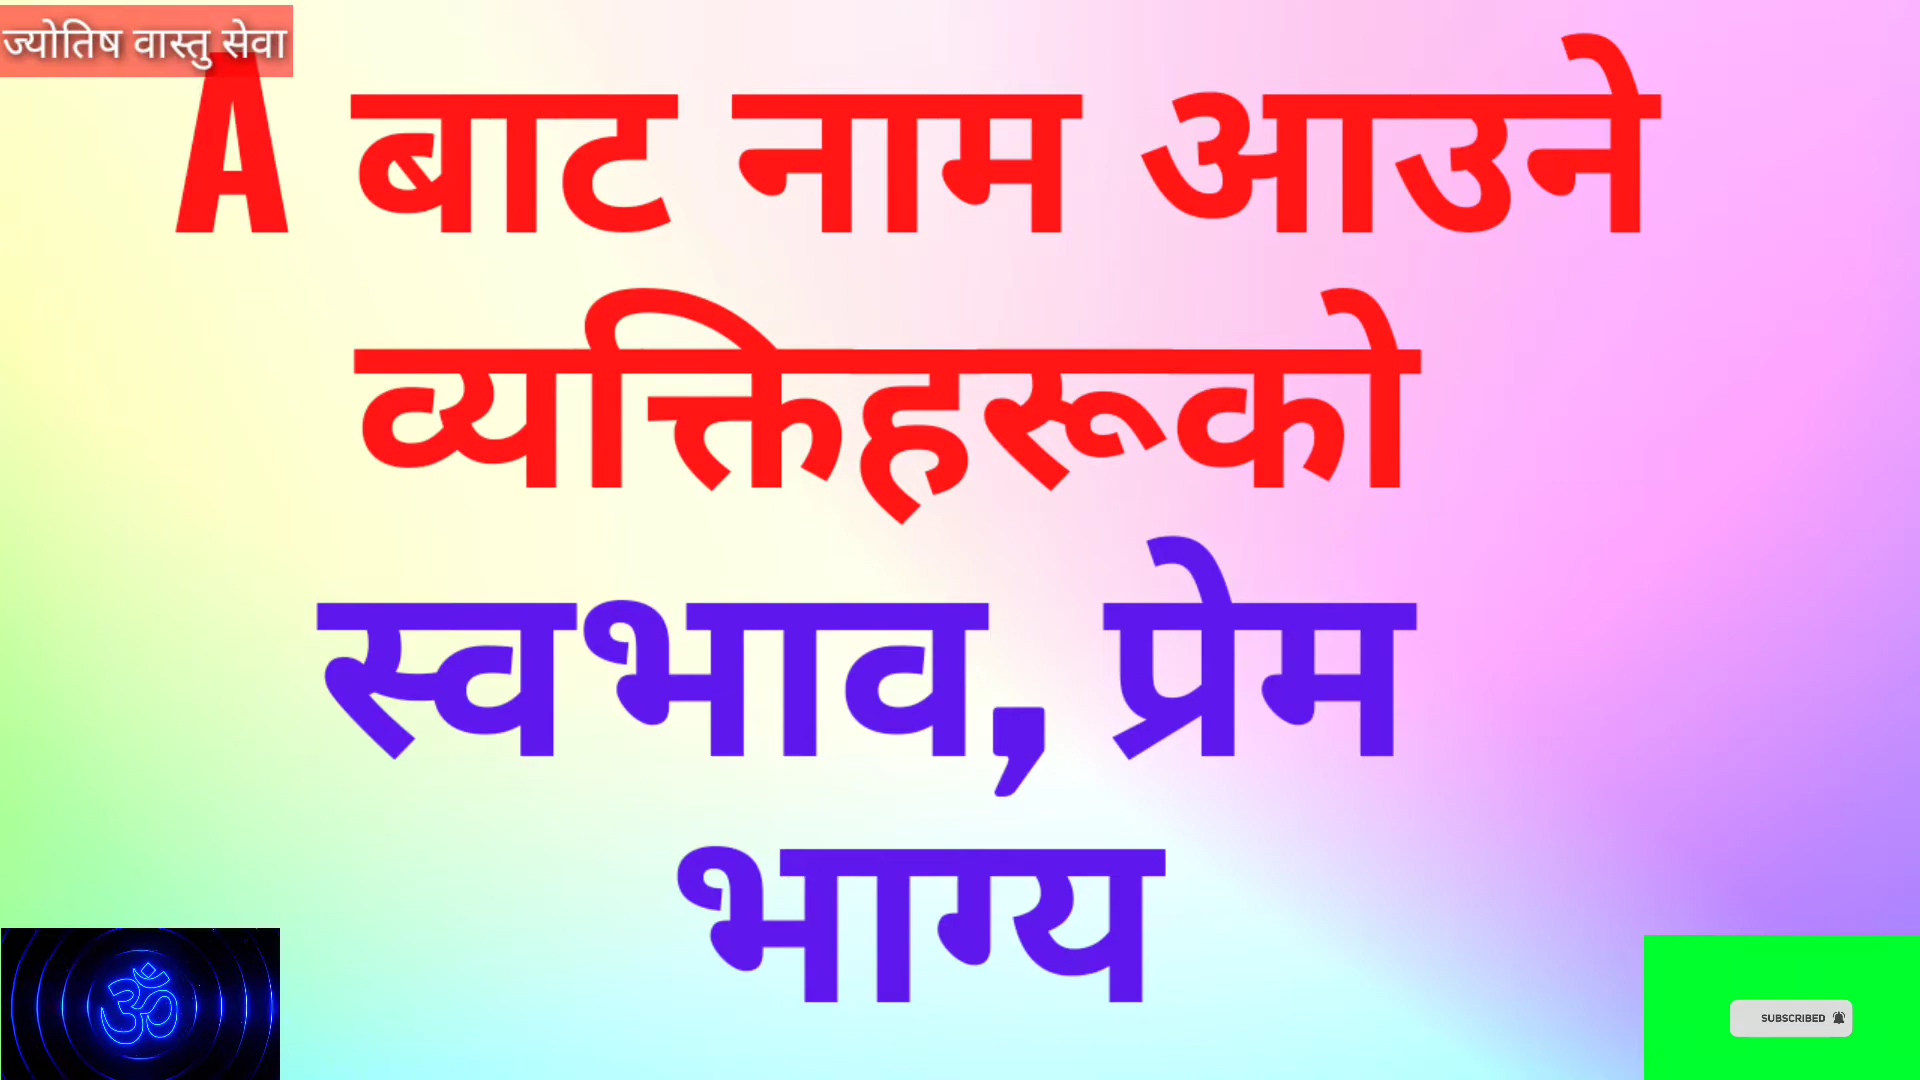 ज्योतिष वास्तु सेवा
A बाट नाम आउने
व्यक्तिहरूको
स्वभाव, प्रेम
भाग्य
ॐ
SUBSCRIBED